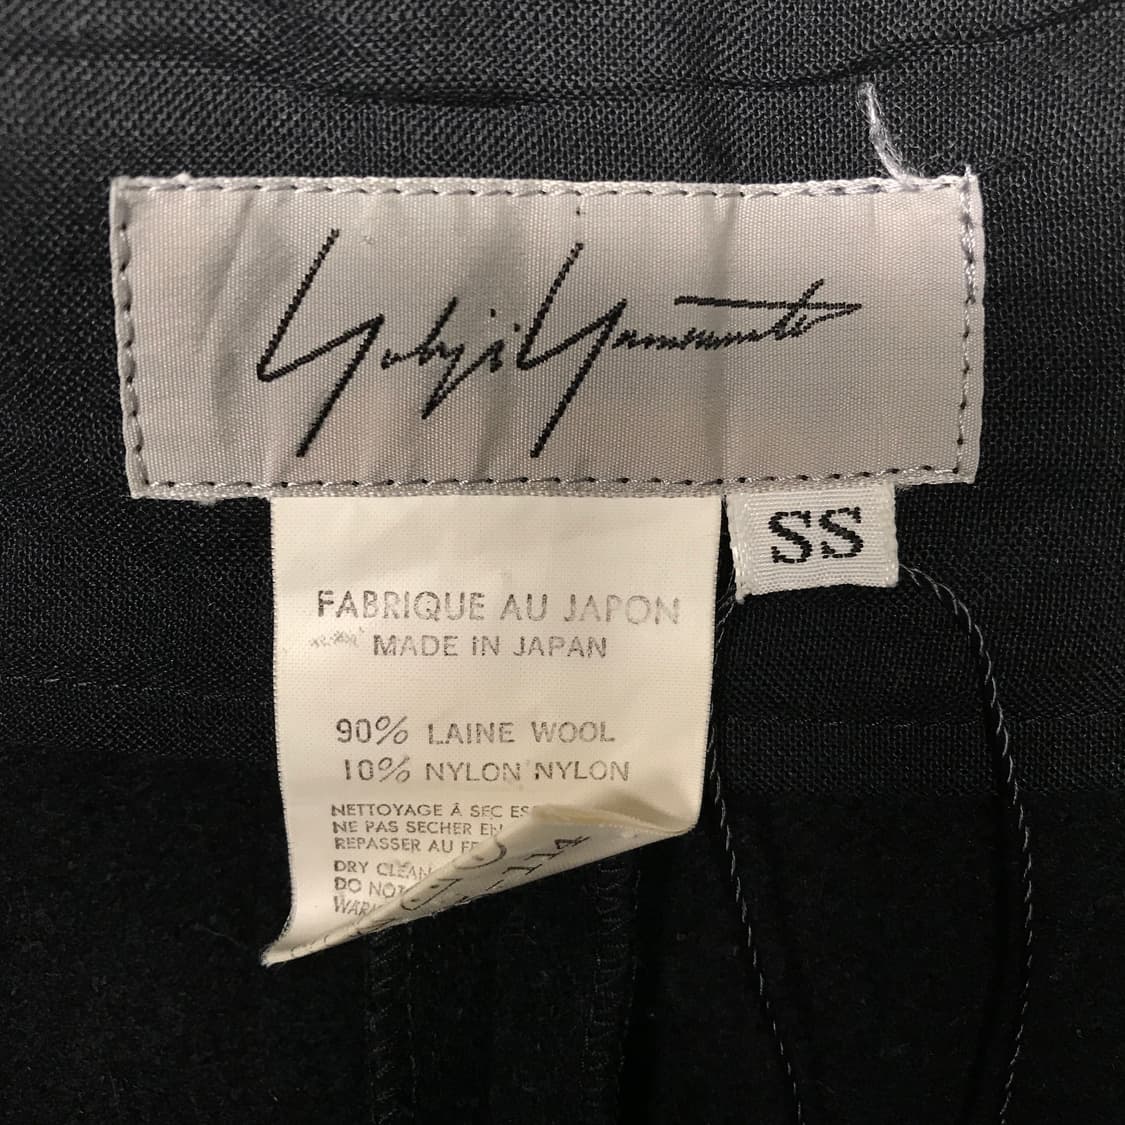 Yohji Yamamoto
SS
FABRIQUE AU JAPON
MADE IN JAPAN
90% LAINE WOOL
10% NYLON NYLON
NETTOYAGE À SEC
NE PAS SECHER
REPASSER AU
DRY CLEAN
DO NOT